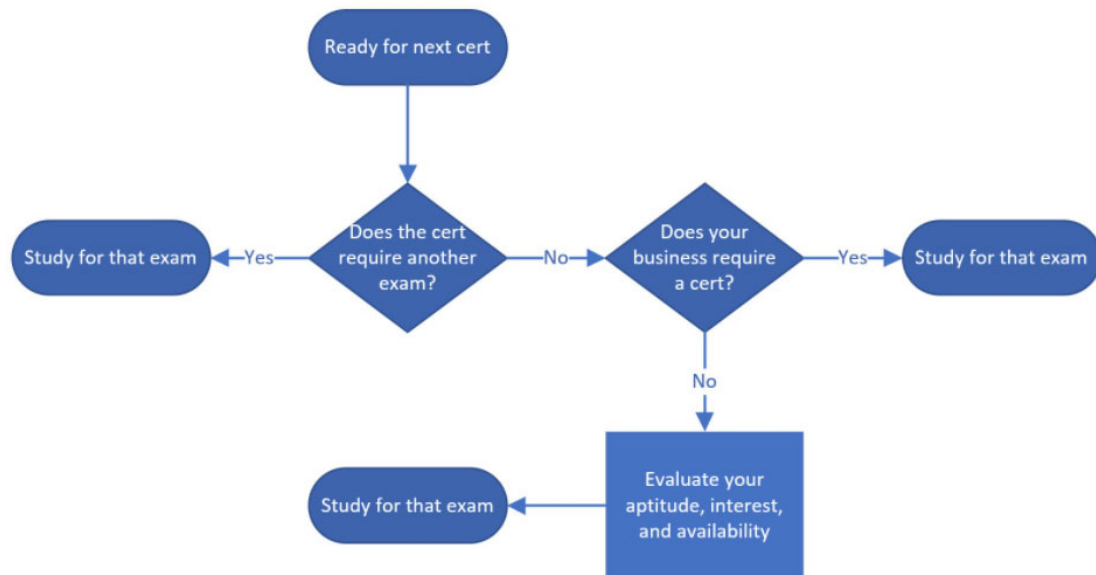 Ready for next cert
Does the cert
require another
exam?
Does your
business require
a cert?
Study for that exam
Yes
No
Yes
Study for that exam
No
Evaluate your
aptitude, interest,
and availability
Study for that exam